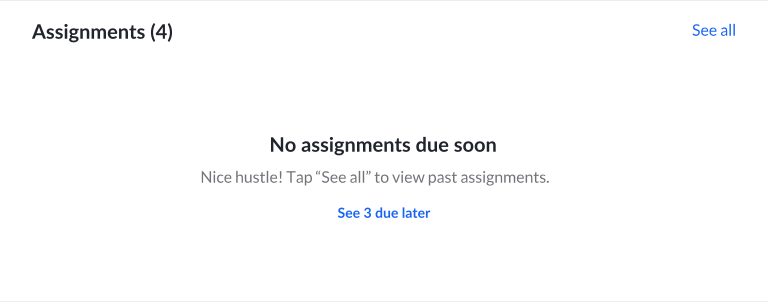 Assignments (4)
See all
No assignments due soon
Nice hustle! Tap “See all” to view past assignments.
See 3 due later